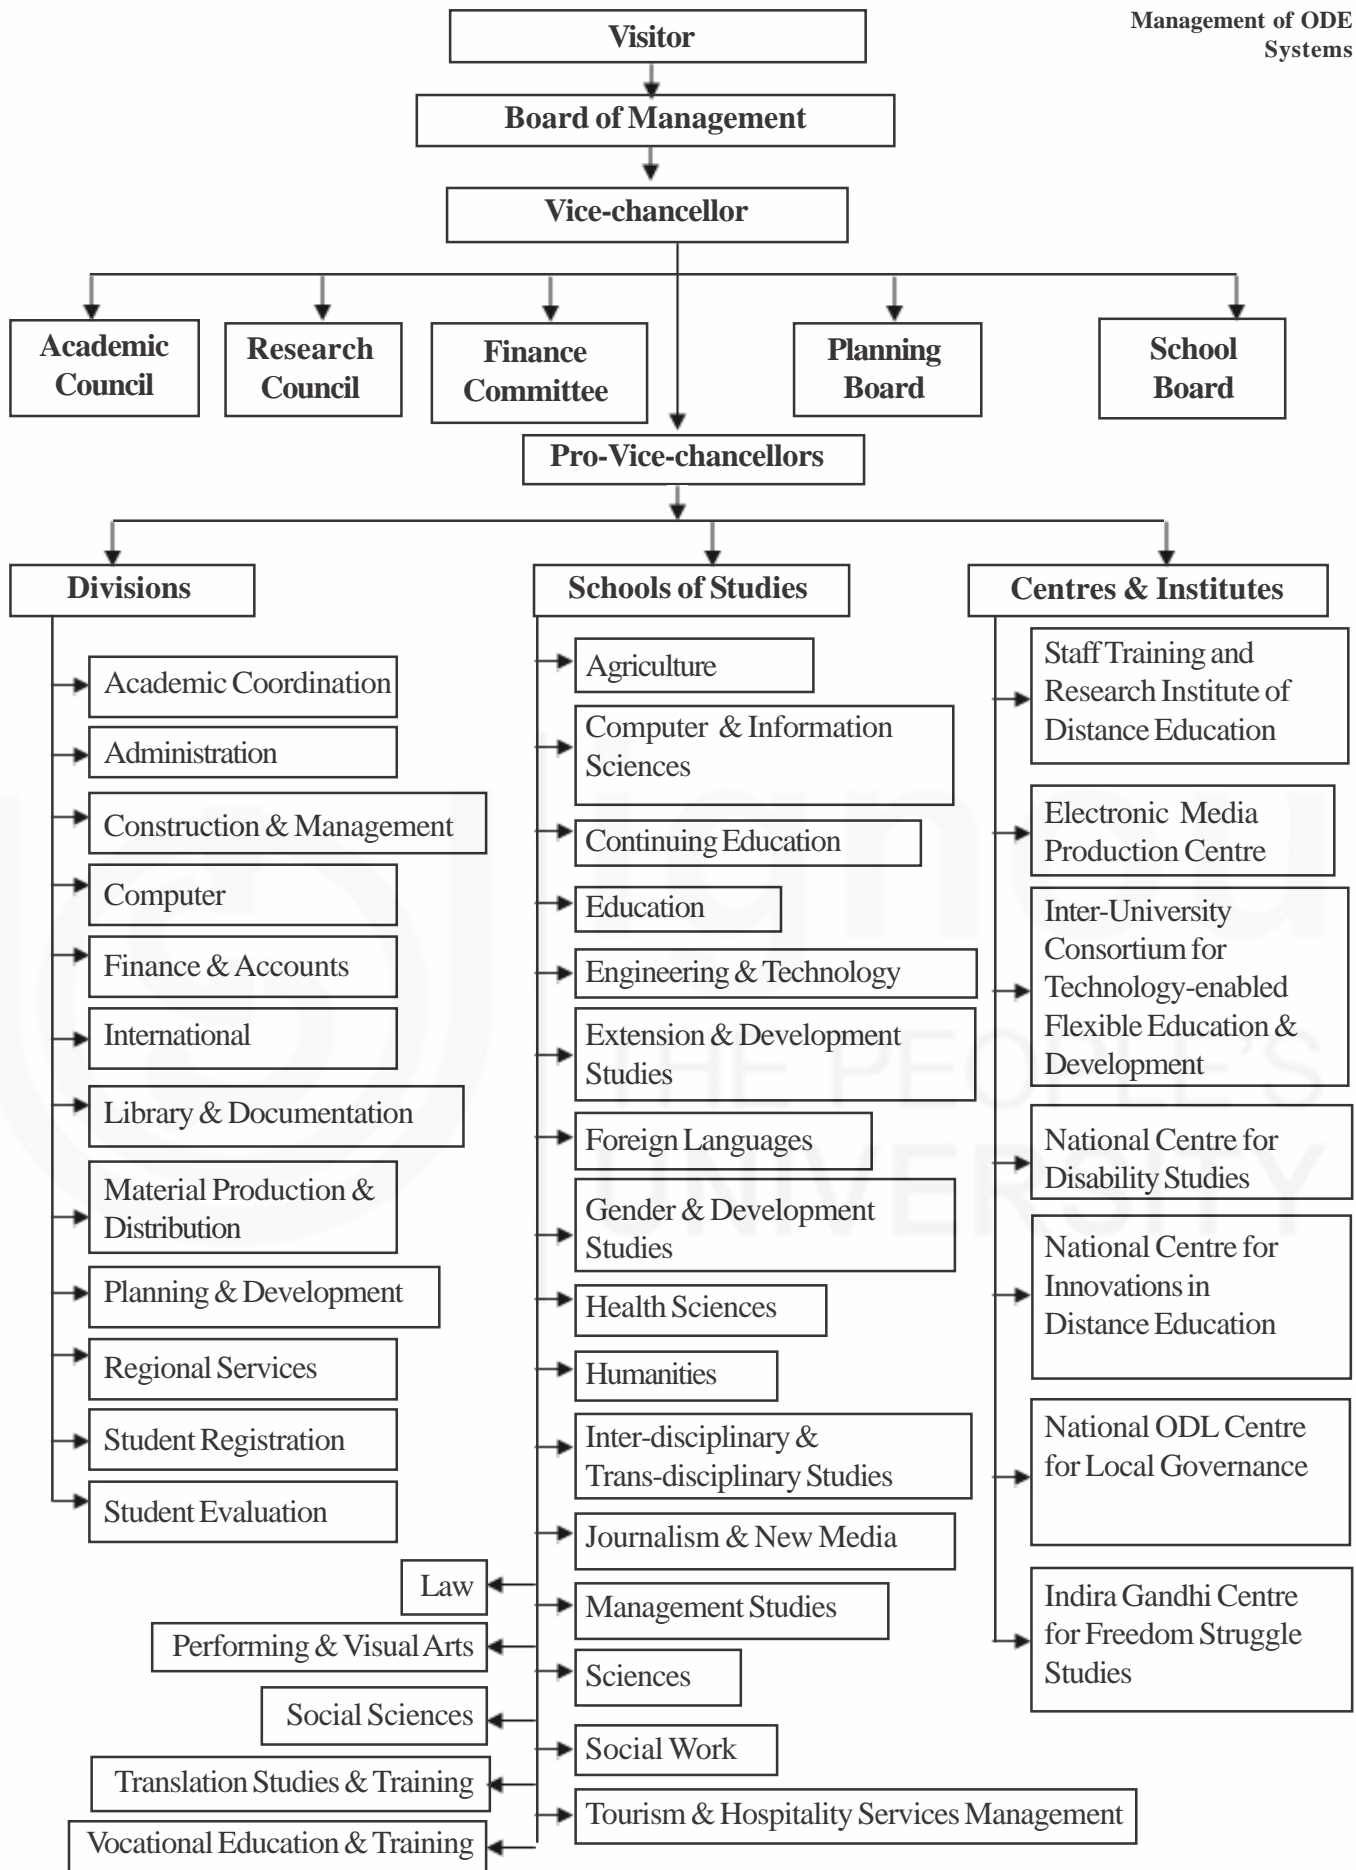 Management of ODE
Systems
Visitor
Board of Management
Vice-chancellor
Academic
Council
Research
Council
Finance
Committee
Planning
Board
School
Board
Pro-Vice-chancellors
Divisions
Academic Coordination
Administration
Construction & Management
Computer
Finance & Accounts
International
Library & Documentation
Material Production &
Distribution
Planning & Development
Regional Services
Student Registration
Student Evaluation
Schools of Studies
Agriculture
Computer & Information
Sciences
Continuing Education
Education
Engineering & Technology
Extension & Development
Studies
Foreign Languages
Gender & Development
Studies
Health Sciences
Humanities
Inter-disciplinary &
Trans-disciplinary Studies
Journalism & New Media
Law
Management Studies
Performing & Visual Arts
Sciences
Social Sciences
Social Work
Translation Studies & Training
Tourism & Hospitality Services Management
Vocational Education & Training
Centres & Institutes
Staff Training and
Research Institute of
Distance Education
Electronic Media
Production Centre
Inter-University
Consortium for
Technology-enabled
Flexible Education &
Development
National Centre for
Disability Studies
National Centre for
Innovations in
Distance Education
National ODL Centre
for Local Governance
Indira Gandhi Centre
for Freedom Struggle
Studies
ignou
THE PEOPLE'S
UNIVERSITY